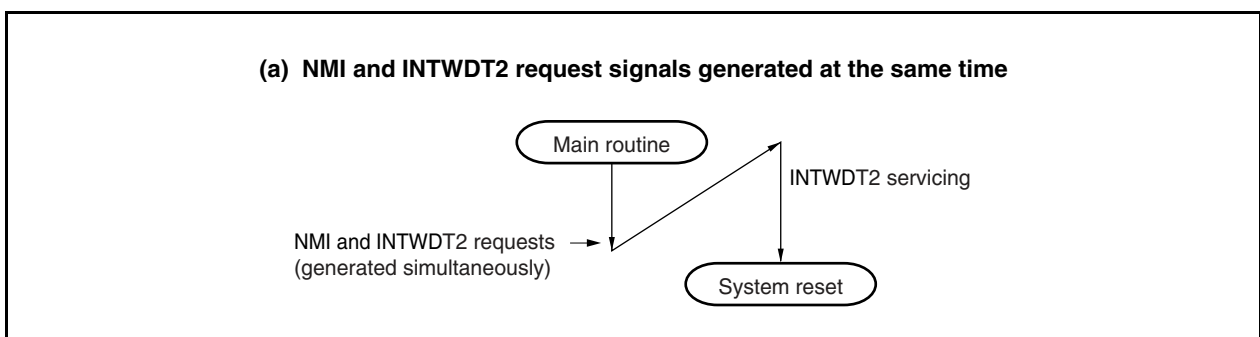 (a) NMI and INTWDT2 request signals generated at the same time
Main routine
INTWDT2 servicing
NMI and INTWDT2 requests
(generated simultaneously)
System reset